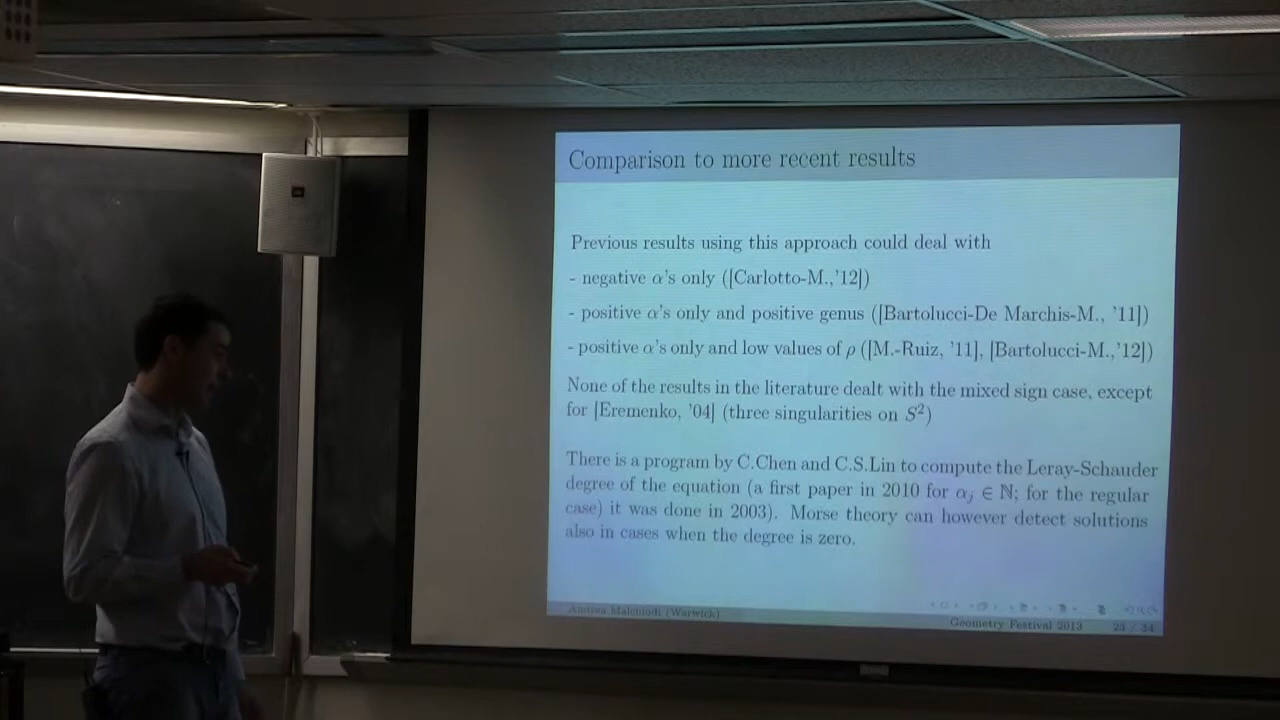 Comparison to more recent results
Previous results using this approach could deal with
- negative α's only ([Carlotto-M.,'12])
- positive α's only and positive genus ([Bartolucci-De Marchis-M., '11])
- positive α's only and low values of ρ ([M.-Ruiz, '11], [Bartolucci-M.,'12])
None of the results in the literature dealt with the mixed sign case, except
for [Eremenko, '04] (three singularities on S²)
There is a program by C.Chen and C.S.Lin to compute the Leray-Schauder
degree of the equation (a first paper in 2010 for αⱼ ∈ ℕ; for the regular
case) it was done in 2003). Morse theory can however detect solutions
also in cases when the degree is zero.
Andrea Malchiodi (Warwick)
Geometry Festival 2013
23 / 34